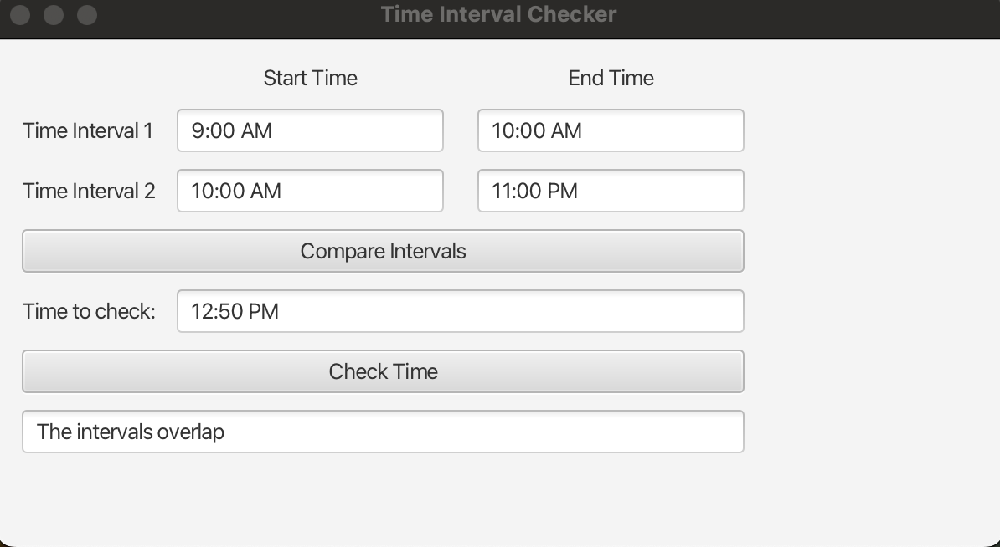 Time Interval Checker
Start Time End Time
Time Interval 1 9:00 AM 10:00 AM
Time Interval 2 10:00 AM 11:00 PM
Compare Intervals
Time to check: 12:50 PM
Check Time
The intervals overlap